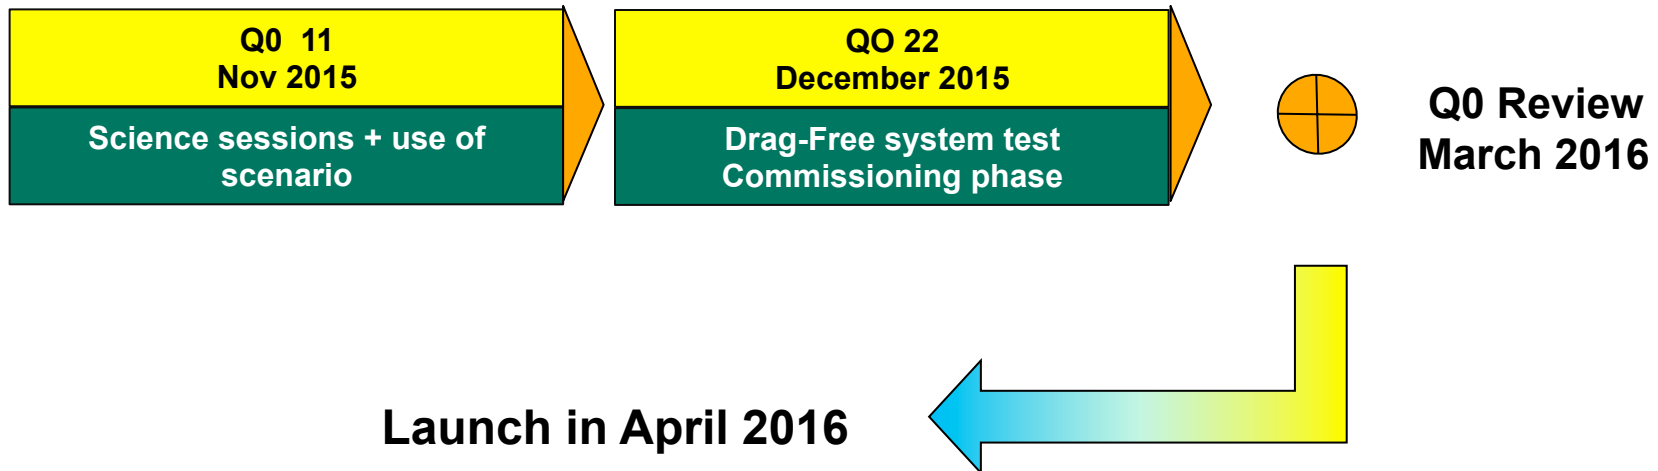 Q0 11
Nov 2015
Science sessions + use of
scenario
QO 22
December 2015
Drag-Free system test
Commissioning phase
Q0 Review
March 2016
Launch in April 2016